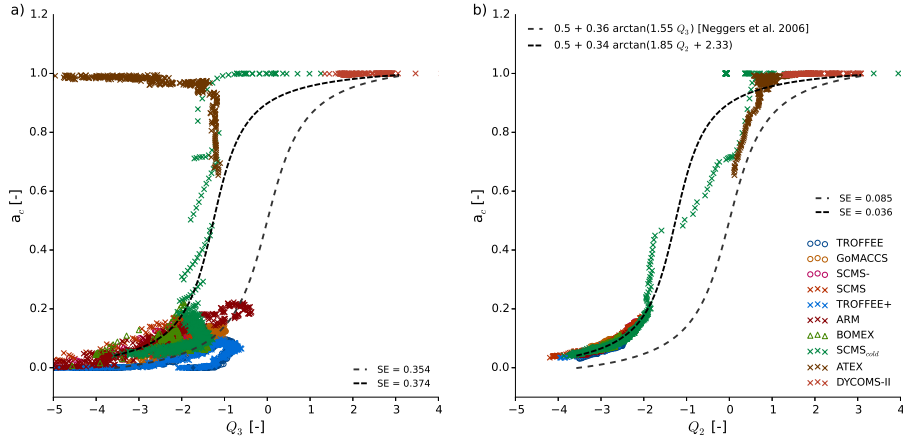 a)
1.2
1.0
0.8
0.6
0.4
0.2
0.0
a_c [-]
−5 −4 −3 −2 −1 0 1 2 3 4
Q_3 [-]
SE = 0.354
SE = 0.374
b)
1.2
1.0
0.8
0.6
0.4
0.2
0.0
a_c [-]
−5 −4 −3 −2 −1 0 1 2 3 4
Q_2 [-]
0.5 + 0.36 arctan(1.55 Q_3) [Neggers et al. 2006]
0.5 + 0.34 arctan(1.85 Q_2 + 2.33)
SE = 0.085
SE = 0.036
TROFFEE
GoMACCS
SCMS-
SCMS
TROFFEE+
ARM
BOMEX
SCMS_cold
ATEX
DYCOMS-II